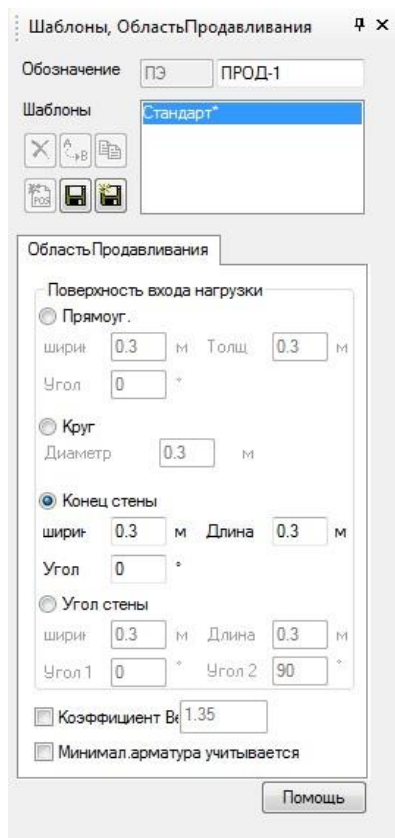 Шаблоны, ОбластьПродавливания
Обозначение ПЭ ПРОД-1
Шаблоны
Стандарт*
A B
POS
ОбластьПродавливания
Поверхность входа нагрузки
Прямоуг.
ширин 0.3 м Толщ 0.3 м
Угол 0 °
Круг
Диаметр 0.3 м
Конец стены
ширин 0.3 м Длина 0.3 м
Угол 0 °
Угол стены
ширин 0.3 м Длина 0.3 м
Угол 1 0 ° Угол 2 90 °
Коэффициент Ве 1.35
Минимал.арматура учитывается
Помощь